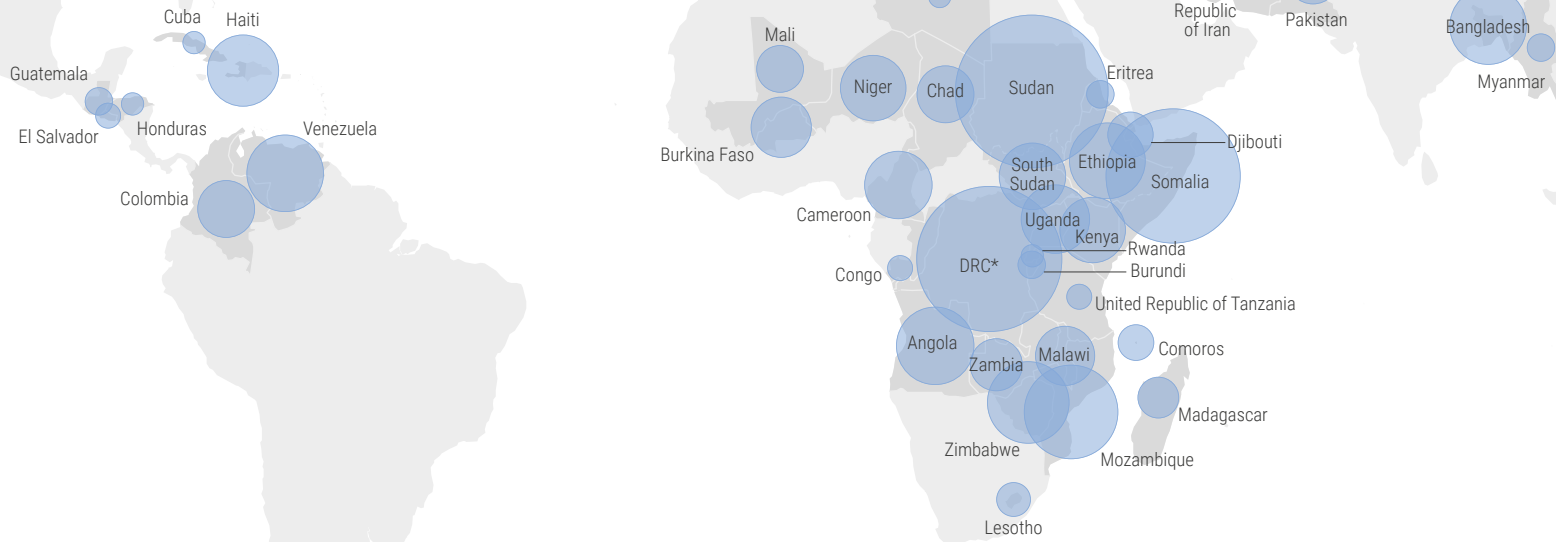 Cuba
Haiti
Guatemala
El Salvador
Honduras
Venezuela
Colombia
Mali
Niger
Chad
Sudan
Eritrea
Burkina Faso
Cameroon
South
Sudan
Ethiopia
Djibouti
Somalia
Uganda
Kenya
Rwanda
Burundi
Congo
DRC*
United Republic of Tanzania
Angola
Zambia
Malawi
Comoros
Madagascar
Zimbabwe
Mozambique
Lesotho
Republic
of Iran
Pakistan
Bangladesh
Myanmar